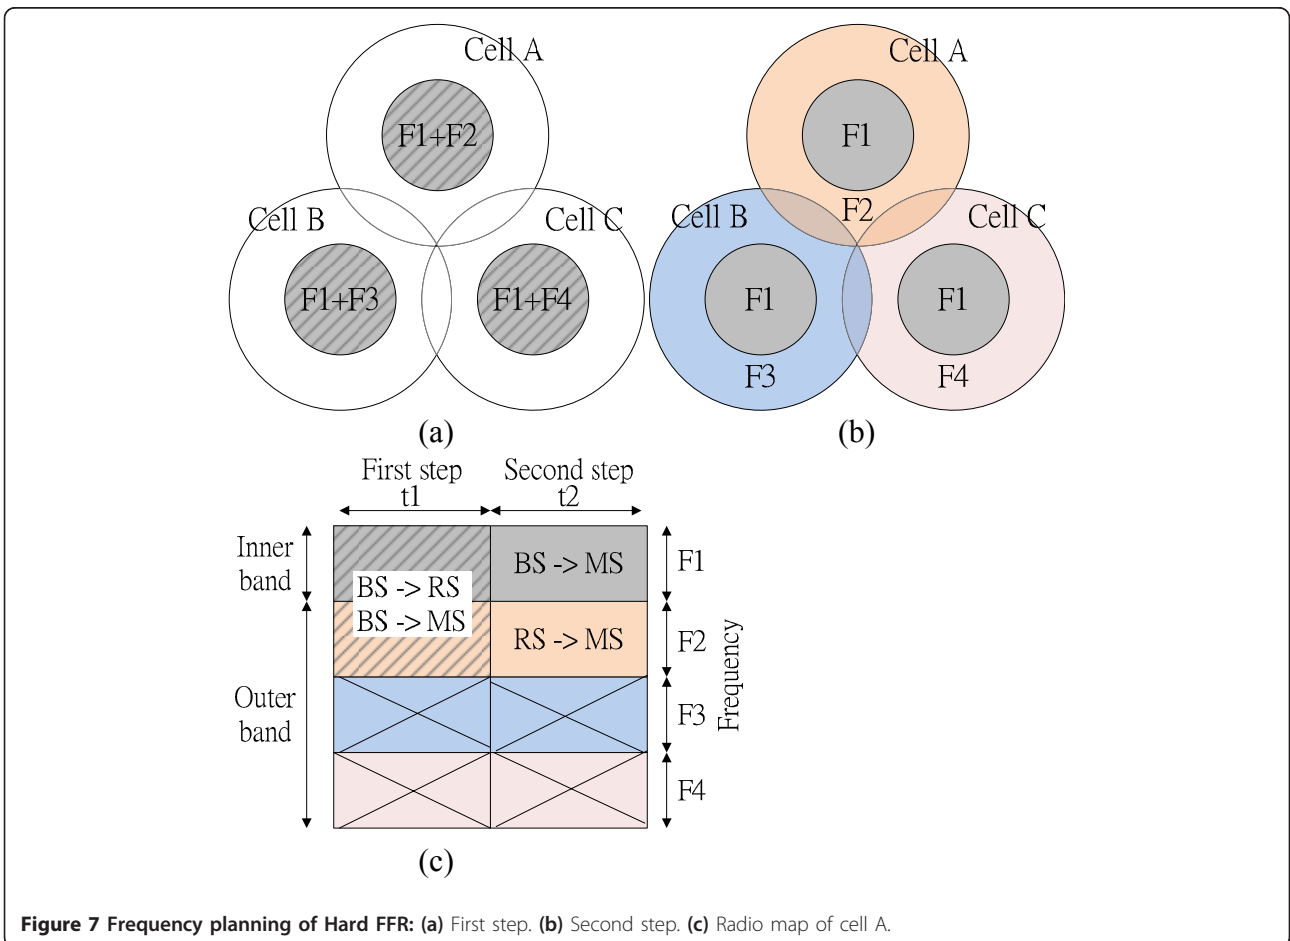 Cell A
F1+F2
Cell B
Cell C
F1+F3
F1+F4
(a)
Cell A
F1
F2
Cell B
Cell C
F1
F1
F3
F4
(b)
First step
t1
Second step
t2
Inner
band
Outer
band
BS -> RS
BS -> MS
BS -> MS
RS -> MS
F1
F2
F3
F4
Frequency
(c)
Figure 7 Frequency planning of Hard FFR: (a) First step. (b) Second step. (c) Radio map of cell A.